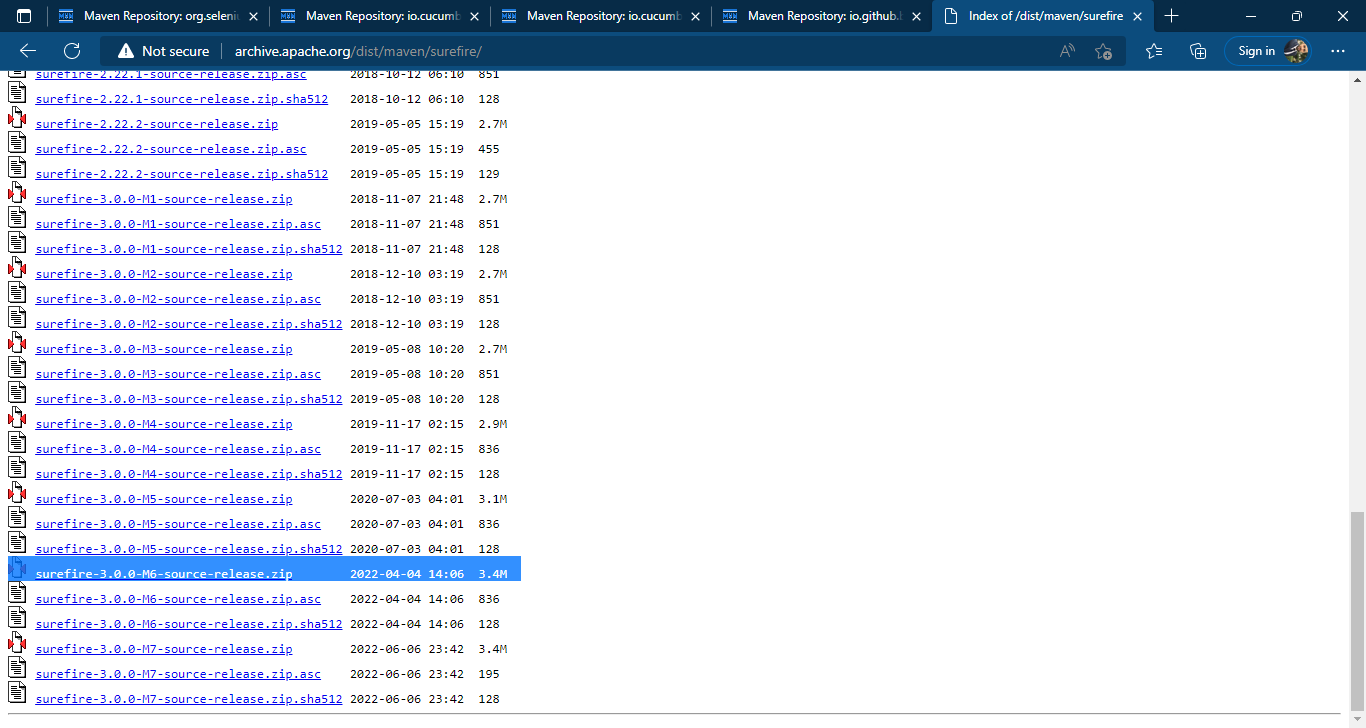 Maven Repository: org.seleni
Maven Repository: io.cucumb
Maven Repository: io.cucumb
Maven Repository: io.github.b
Index of /dist/maven/surefire
Not secure
archive.apache.org/dist/maven/surefire/
Sign in
surefire-2.22.1-source-release.zip.asc 2018-10-12 06:10 851
surefire-2.22.1-source-release.zip.sha512 2018-10-12 06:10 128
surefire-2.22.2-source-release.zip 2019-05-05 15:19 2.7M
surefire-2.22.2-source-release.zip.asc 2019-05-05 15:19 455
surefire-2.22.2-source-release.zip.sha512 2019-05-05 15:19 129
surefire-3.0.0-M1-source-release.zip 2018-11-07 21:48 2.7M
surefire-3.0.0-M1-source-release.zip.asc 2018-11-07 21:48 851
surefire-3.0.0-M1-source-release.zip.sha512 2018-11-07 21:48 128
surefire-3.0.0-M2-source-release.zip 2018-12-10 03:19 2.7M
surefire-3.0.0-M2-source-release.zip.asc 2018-12-10 03:19 851
surefire-3.0.0-M2-source-release.zip.sha512 2018-12-10 03:19 128
surefire-3.0.0-M3-source-release.zip 2019-05-08 10:20 2.7M
surefire-3.0.0-M3-source-release.zip.asc 2019-05-08 10:20 851
surefire-3.0.0-M3-source-release.zip.sha512 2019-05-08 10:20 128
surefire-3.0.0-M4-source-release.zip 2019-11-17 02:15 2.9M
surefire-3.0.0-M4-source-release.zip.asc 2019-11-17 02:15 836
surefire-3.0.0-M4-source-release.zip.sha512 2019-11-17 02:15 128
surefire-3.0.0-M5-source-release.zip 2020-07-03 04:01 3.1M
surefire-3.0.0-M5-source-release.zip.asc 2020-07-03 04:01 836
surefire-3.0.0-M5-source-release.zip.sha512 2020-07-03 04:01 128
surefire-3.0.0-M6-source-release.zip 2022-04-04 14:06 3.4M
surefire-3.0.0-M6-source-release.zip.asc 2022-04-04 14:06 836
surefire-3.0.0-M6-source-release.zip.sha512 2022-04-04 14:06 128
surefire-3.0.0-M7-source-release.zip 2022-06-06 23:42 3.4M
surefire-3.0.0-M7-source-release.zip.asc 2022-06-06 23:42 195
surefire-3.0.0-M7-source-release.zip.sha512 2022-06-06 23:42 128